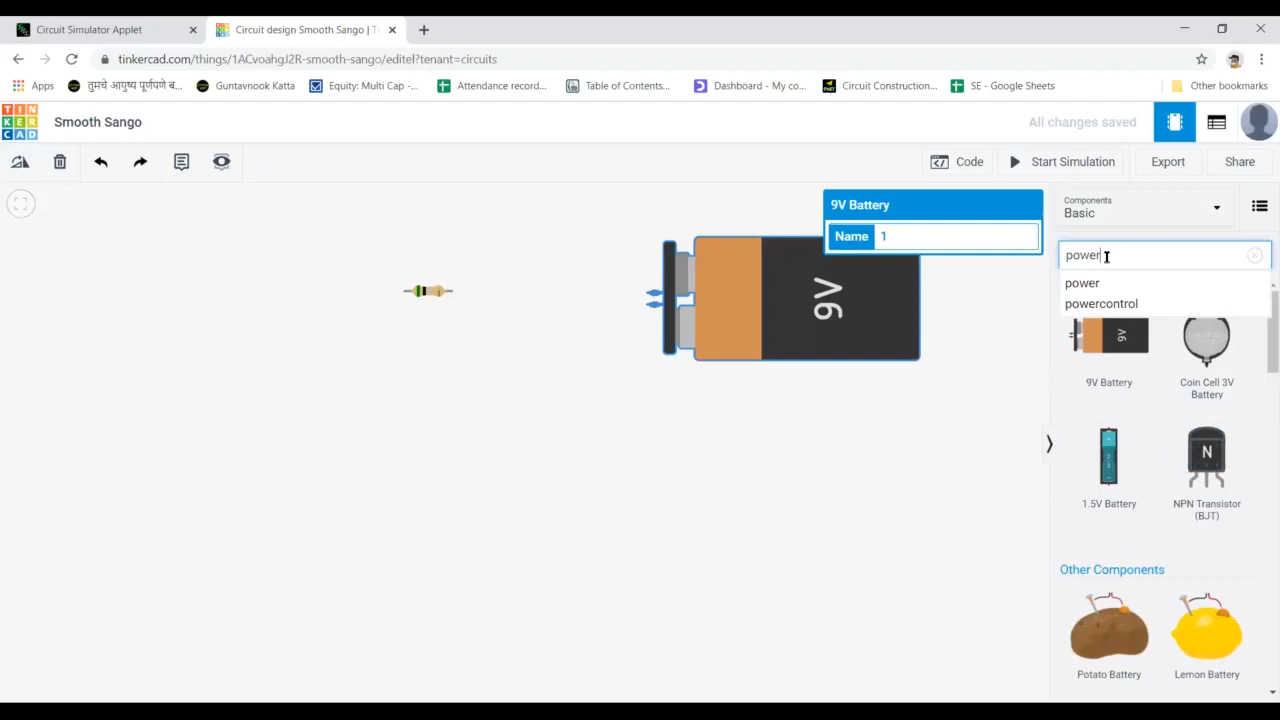 Circuit Simulator Applet
Circuit design Smooth Sango | Ti
tinkercad.com/things/1ACvoahgJ2R-smooth-sango/editel?tenant=circuits
Apps
तुमचे आयुष्य पूर्णपणे ब...
Guntavnook Katta
Equity: Multi Cap -...
Attendance record...
Table of Contents...
Dashboard - My co...
Circuit Construction...
SE - Google Sheets
Other bookmarks
TIN
KER
CAD
Smooth Sango
All changes saved
Code
Start Simulation
Export
Share
9V Battery
Name 1
9V
Components
Basic
power
power
powercontrol
9V
9V Battery
Coin Cell 3V
Battery
1.5V Battery
N
NPN Transistor
(BJT)
Other Components
Potato Battery
Lemon Battery